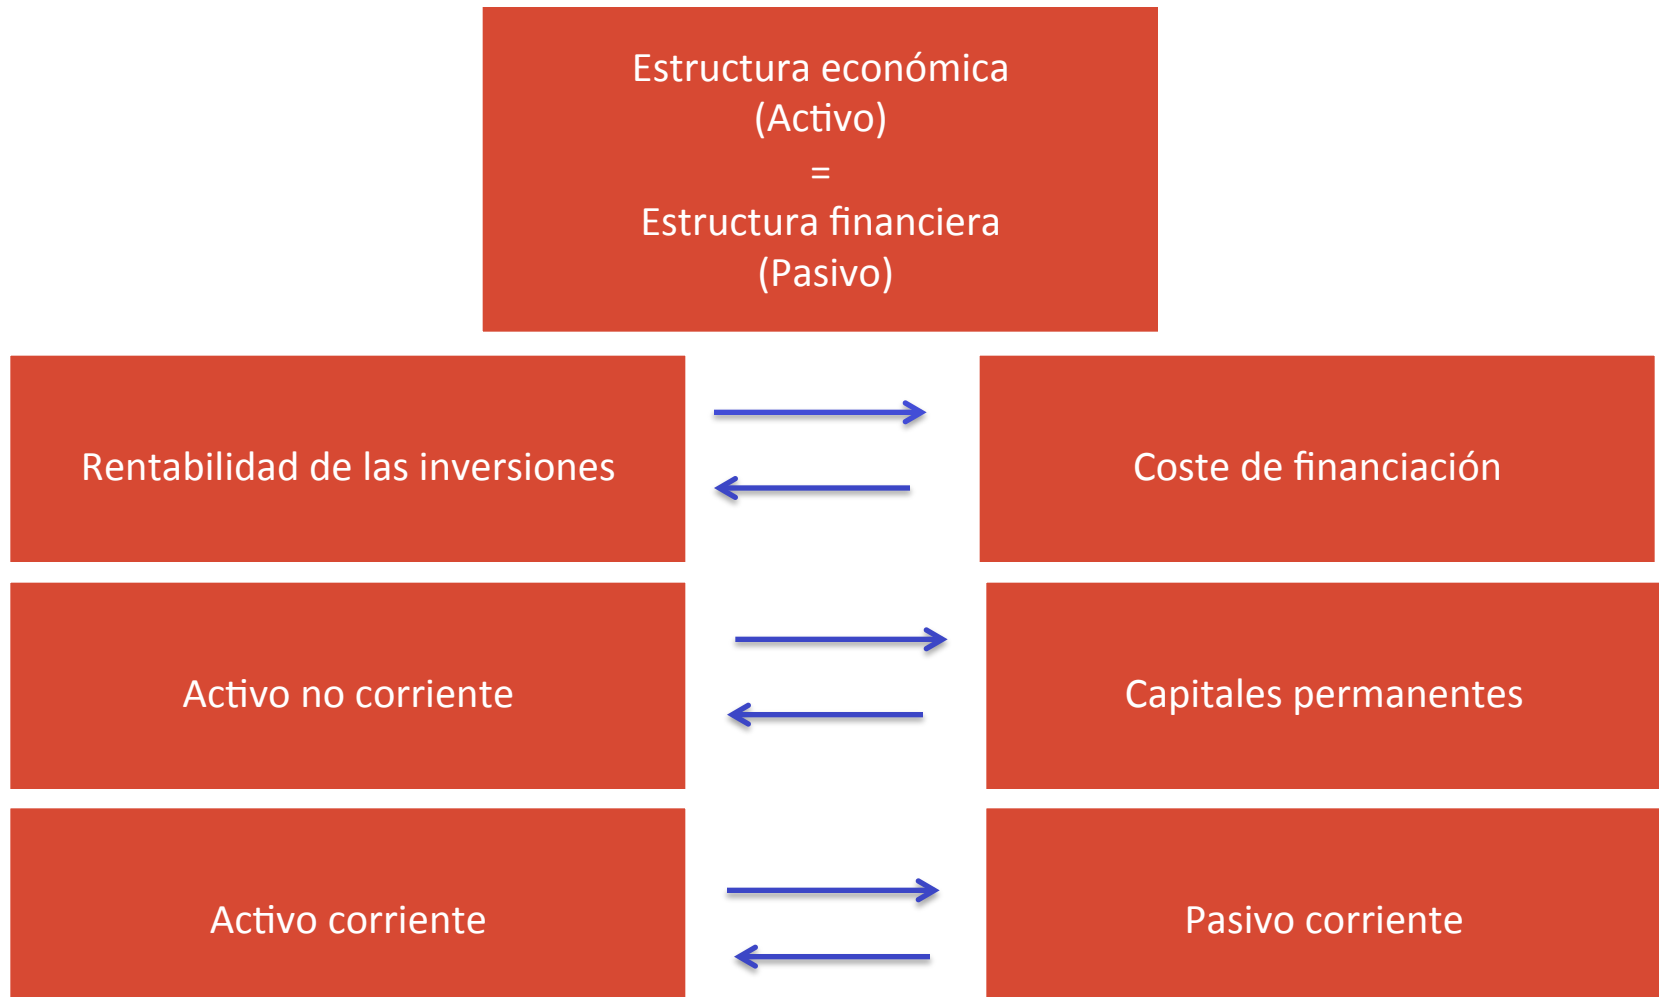 Estructura económica
(Activo)
=
Estructura financiera
(Pasivo)
Rentabilidad de las inversiones
Coste de financiación
Activo no corriente
Capitales permanentes
Activo corriente
Pasivo corriente